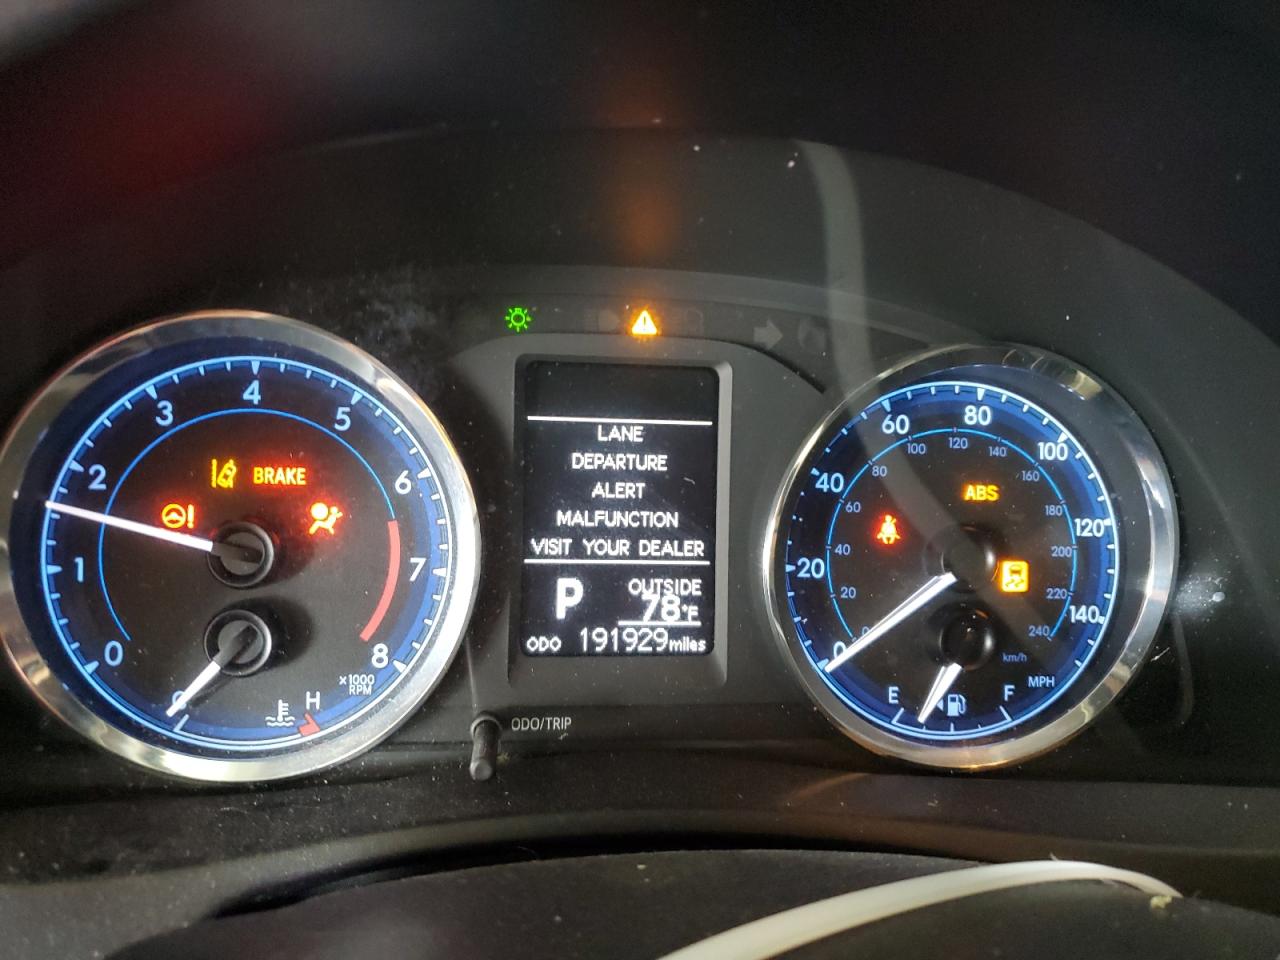 4
3
5
2
6
BRAKE
1
7
0
8
x1000
RPM
H
LANE
DEPARTURE
ALERT
MALFUNCTION
VISIT YOUR DEALER
P
OUTSIDE
78°F
ODO 191929 miles
ODO/TRIP
80
60
100
120
100
140
80
160
40
60
ABS
180
120
40
200
20
20
220
140
0
240
km/h
MPH
E
F